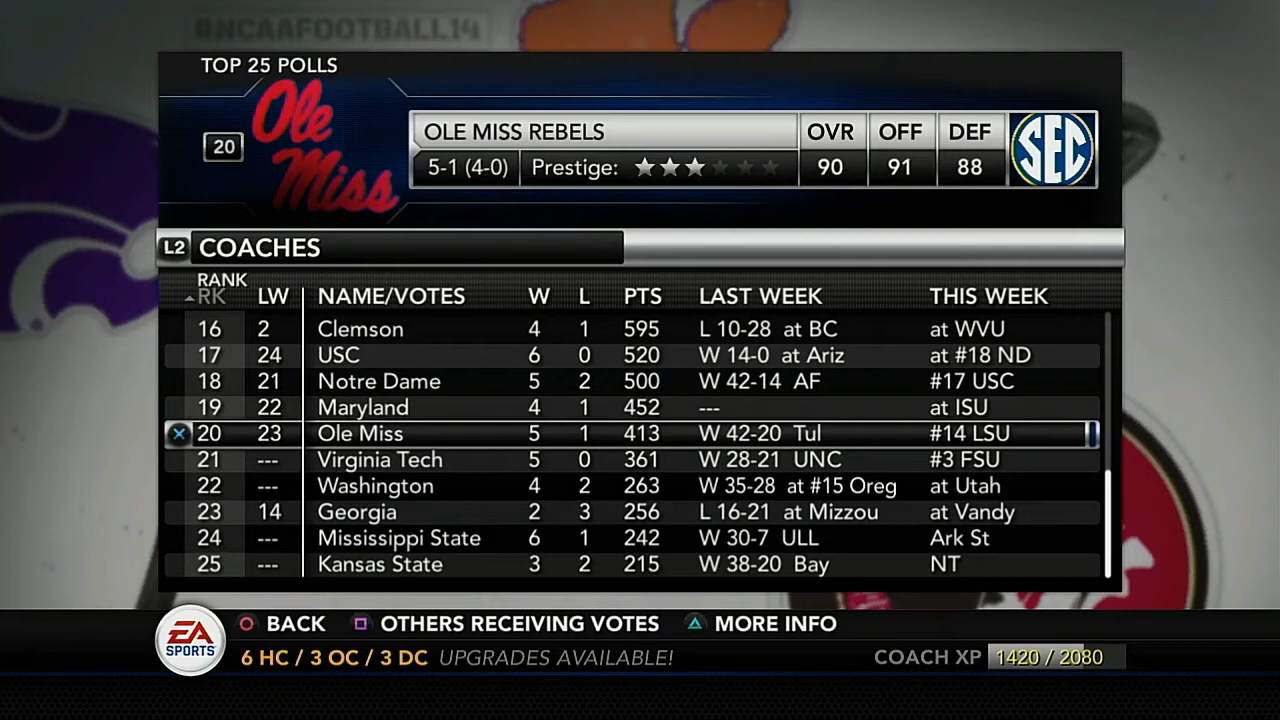 #NCAAFOOTBALL14
TOP 25 POLLS
20
Ole Miss
OLE MISS REBELS OVR OFF DEF
5-1 (4-0) Prestige: 90 91 88
SEC
L2 COACHES
RANK
RK LW NAME/VOTES W L PTS LAST WEEK THIS WEEK
16 2 Clemson 4 1 595 L 10-28 at BC at WVU
17 24 USC 6 0 520 W 14-0 at Ariz at #18 ND
18 21 Notre Dame 5 2 500 W 42-14 AF #17 USC
19 22 Maryland 4 1 452 --- at ISU
20 23 Ole Miss 5 1 413 W 42-20 Tul #14 LSU
21 --- Virginia Tech 5 0 361 W 28-21 UNC #3 FSU
22 --- Washington 4 2 263 W 35-28 at #15 Oreg at Utah
23 14 Georgia 2 3 256 L 16-21 at Mizzou at Vandy
24 --- Mississippi State 6 1 242 W 30-7 ULL Ark St
25 --- Kansas State 3 2 215 W 38-20 Bay NT
EA SPORTS
BACK OTHERS RECEIVING VOTES MORE INFO
6 HC / 3 OC / 3 DC UPGRADES AVAILABLE! COACH XP 1420 / 2080